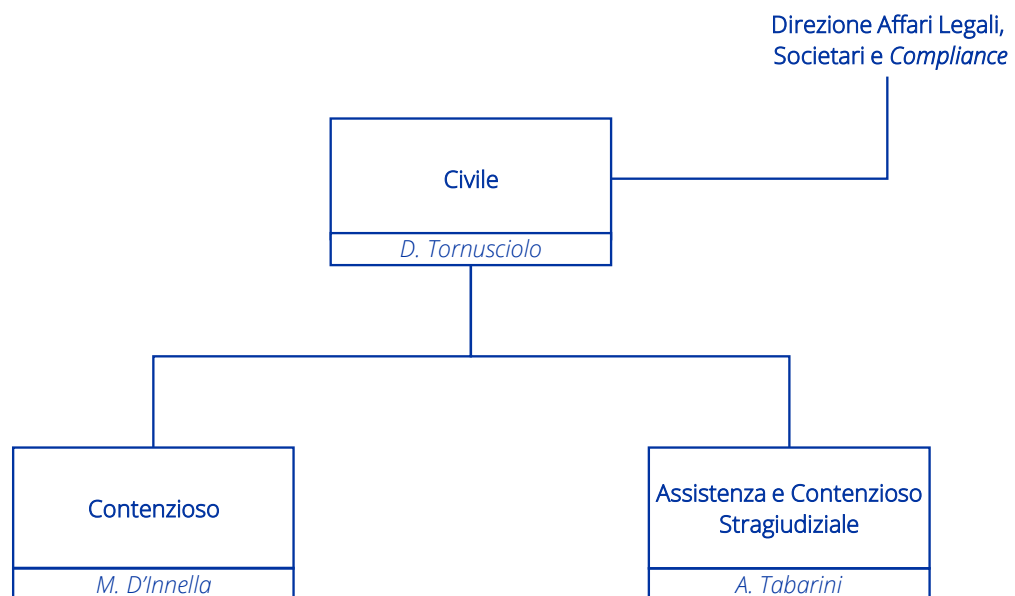 Direzione Affari Legali,
Societari e Compliance
Civile
D. Tornusciolo
Contenzioso
M. D'Innella
Assistenza e Contenzioso
Stragiudiziale
A. Tabarini